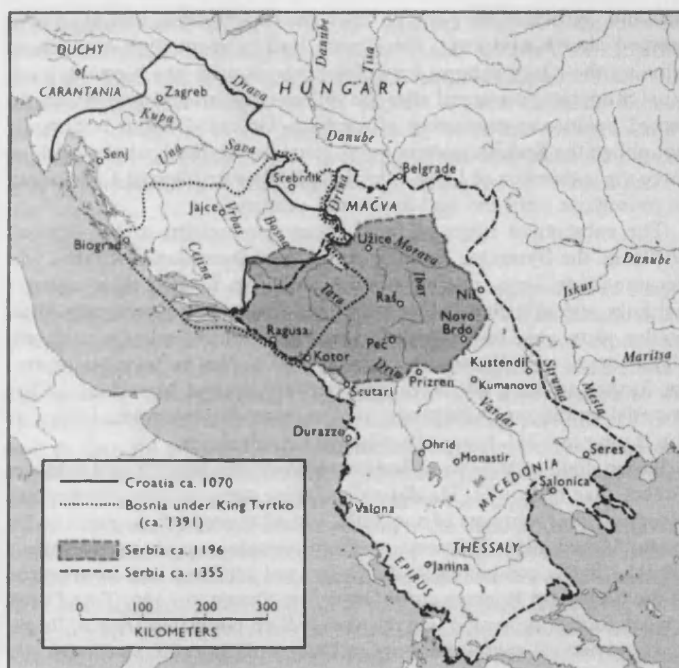 DUCHY
of
CARANTANIA
Danube
Tisa
HUNGARY
Zagreb
Drava
Kupa
Senj
Una
Sava
Danube
Srebrnik
Drina
Belgrade
MAČVA
Jajce
Vrbas
Bosna
Biograd
Cetina
Užice
Morava
Danube
Tara
Ras
Ibar
Niš
Iskur
Ragusa
Peć
Novo
Brdo
Maritsa
Kotor
Drin
Kustendil
Struma
Mesta
Scutari
Prizren
Kumanovo
Vardar
Durazzo
Ohrid
Monastir
Seres
MACEDONIA
Salonica
Valona
THESSALY
EPIRUS
Janina
Croatia ca. 1070
Bosnia under King Tvrtko
(ca 1391)
Serbia ca. 1196
Serbia ca. 1355
0 100 200 300
KILOMETERS